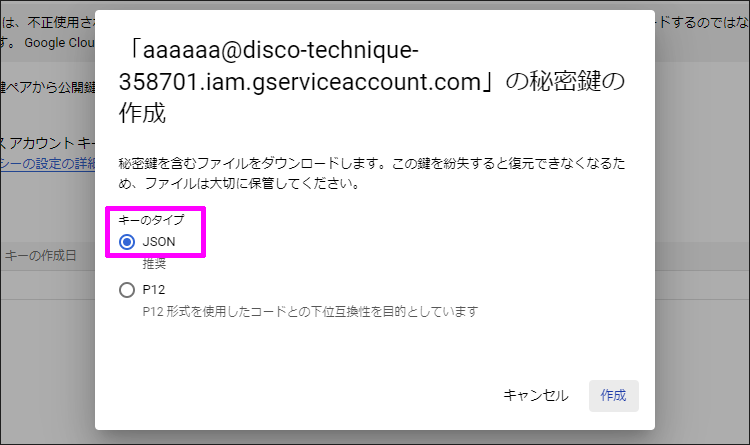 は、不正使用され
ードするのではな
す。 Google Clou
「aaaaaa@disco-technique-
358701.iam.gserviceaccount.com」の秘密鍵の
作成
鍵ペアから公開鍵
ス アカウント キー
シーの設定の詳細
秘密鍵を含むファイルをダウンロードします。この鍵を紛失すると復元できなくなるた
め、ファイルは大切に保管してください。
キーのタイプ
JSON
推奨
キーの作成日
P12
P12 形式を使用したコードとの下位互換性を目的としています
キャンセル
作成